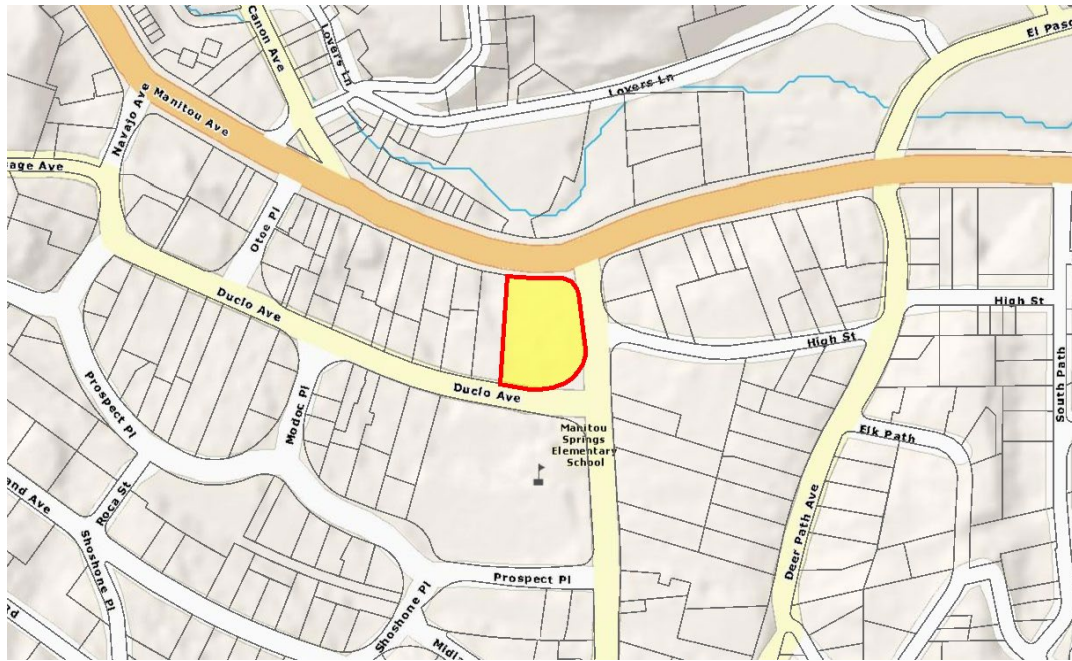 Canon Ave
Lovers Ln
El Paso
Lovers Ln
Navajo Ave
Manitou Ave
age Ave
Otoe Pl
Duclo Ave
High St
High St
Prospect Pl
Modoc Pl
Duclo Ave
South Path
Manitou
Springs
Elementary
School
Elk Path
and Ave
Roca St
Deer Path Ave
Shoshone Pl
Prospect Pl
Shoshone Pl
rd
Midla